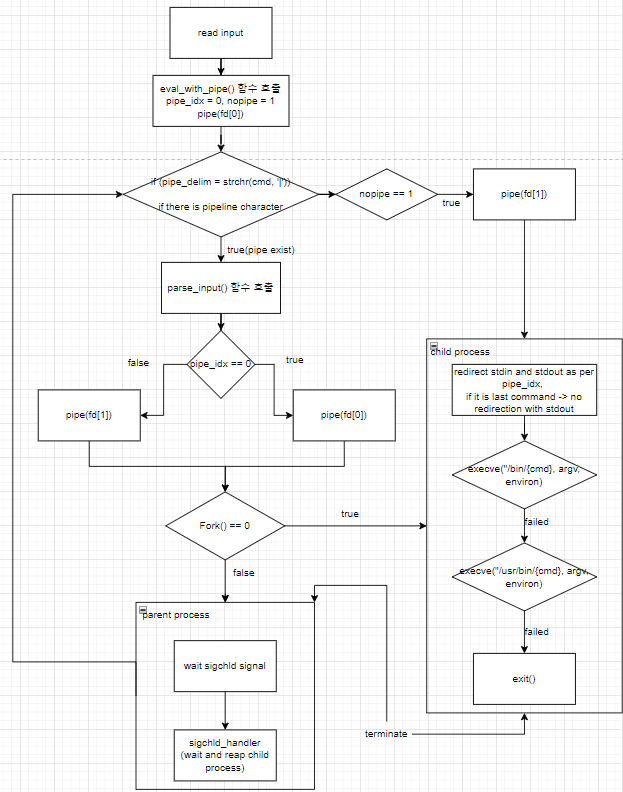 read input
eval_with_pipe() 함수 호출
pipe_idx = 0, nopipe = 1
pipe(fd[0])
if (pipe_delim = strchr(cmd, '|'))
if there is pipeline character
nopipe == 1
true
pipe(fd[1])
true(pipe exist)
parse_input() 함수 호출
pipe_idx == 0
false
true
pipe(fd[1])
pipe(fd[0])
Fork() == 0
true
false
child process
redirect stdin and stdout as per
pipe_idx,
if it is last command -> no
redirection with stdout
execve("/bin/{cmd}, argv,
environ)
failed
execve("/usr/bin/{cmd}, argv,
environ)
failed
exit()
parent process
wait sigchld signal
sigchld_handler
(wait and reap child
process)
terminate